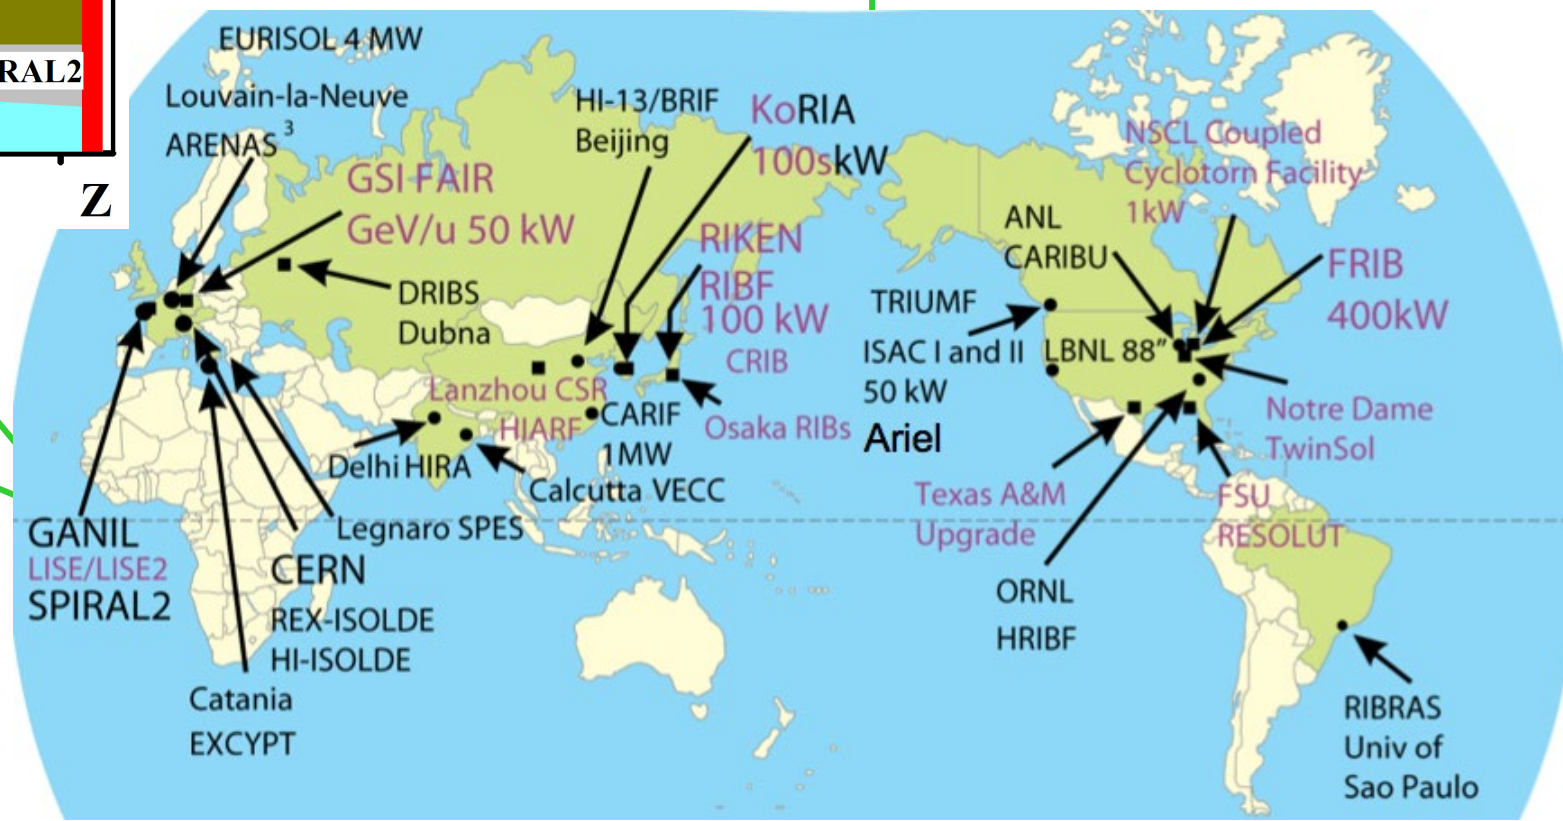 RAL2
Z
EURISOL 4 MW
Louvain-la-Neuve
ARENAS 3
GSI FAIR
GeV/u 50 kW
DRIBS
Dubna
HI-13/BRIF
Beijing
KoRIA
100skW
RIKEN
RIBF
100 kW
CRIB
Osaka RIBs
Lanzhou CSR
HIARF
CARIF
1MW
Delhi HIRA
Calcutta VECC
Legnaro SPES
GANIL
LISE/LISE2
SPIRAL2
CERN
REX-ISOLDE
HI-ISOLDE
Catania
EXCYPT
NSCL Coupled
Cyclotorn Facility
1kW
ANL
CARIBU
FRIB
400kW
TRIUMF
ISAC I and II
50 kW
Ariel
LBNL 88”
Notre Dame
TwinSol
Texas A&M
Upgrade
FSU
RESOLUT
ORNL
HRIBF
RIBRAS
Univ of
Sao Paulo